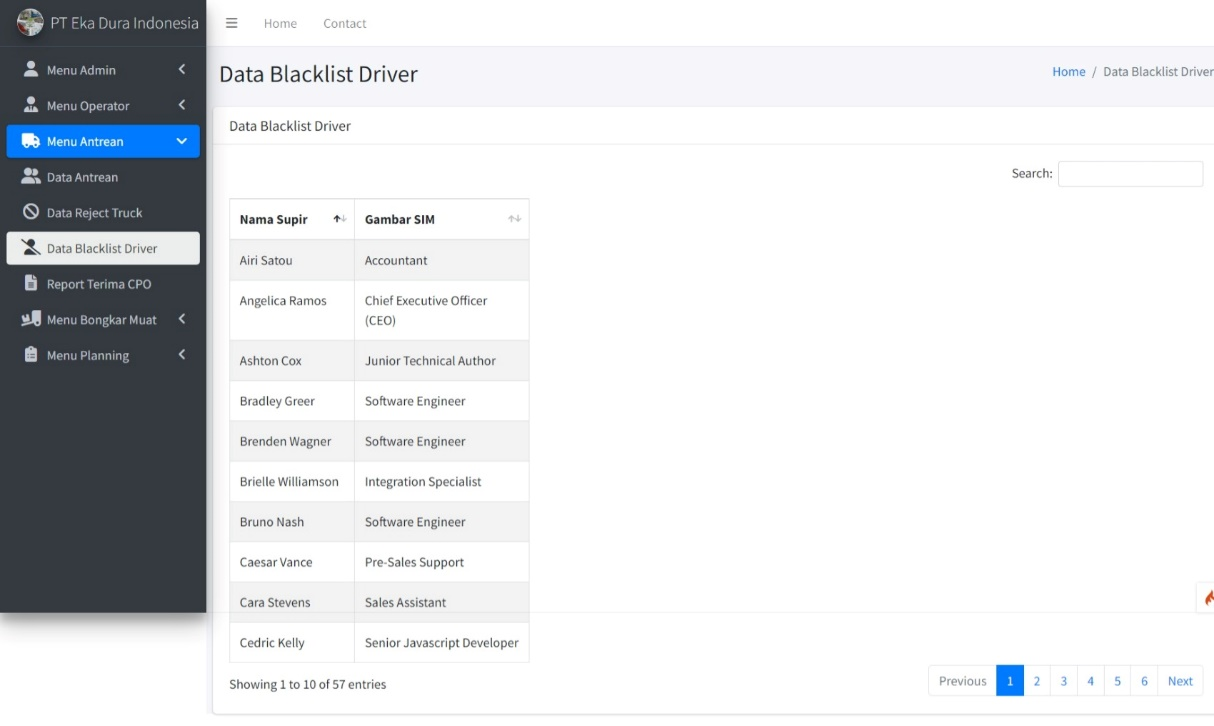 PT Eka Dura Indonesia
Home Contact
Menu Admin
Menu Operator
Menu Antrean
Data Antrean
Data Reject Truck
Data Blacklist Driver
Report Terima CPO
Menu Bongkar Muat
Menu Planning
Data Blacklist Driver
Home / Data Blacklist Driver
Data Blacklist Driver
Search:
Nama Supir Gambar SIM
Airi Satou Accountant
Angelica Ramos Chief Executive Officer
(CEO)
Ashton Cox Junior Technical Author
Bradley Greer Software Engineer
Brenden Wagner Software Engineer
Brielle Williamson Integration Specialist
Bruno Nash Software Engineer
Caesar Vance Pre-Sales Support
Cara Stevens Sales Assistant
Cedric Kelly Senior Javascript Developer
Showing 1 to 10 of 57 entries
Previous 1 2 3 4 5 6 Next